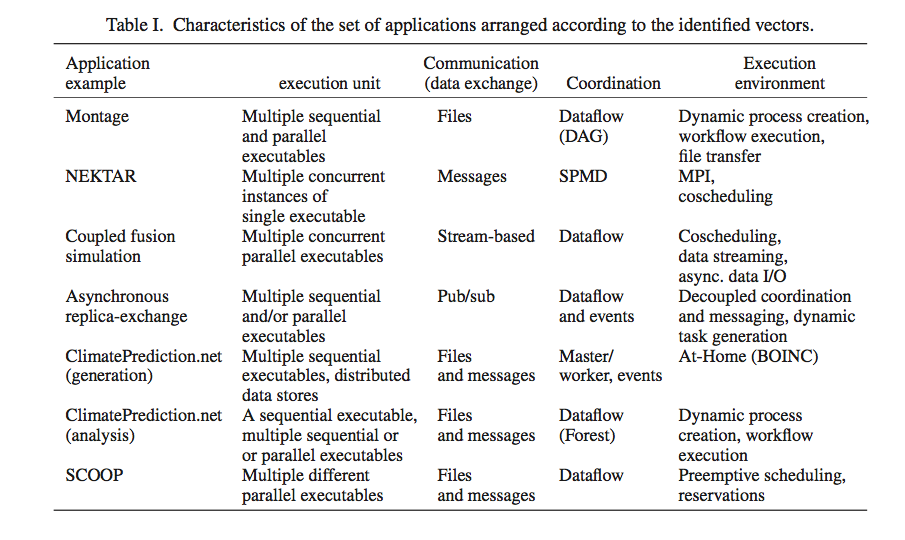 Table I. Characteristics of the set of applications arranged according to the identified vectors.
Application Communication Execution
example execution unit (data exchange) Coordination environment
Montage Multiple sequential Files Dataflow Dynamic process creation,
and parallel (DAG) workflow execution,
executables file transfer
NEKTAR Multiple concurrent Messages SPMD MPI,
instances of coscheduling
single executable
Coupled fusion Multiple concurrent Stream-based Dataflow Coscheduling,
simulation parallel executables data streaming,
async. data I/O
Asynchronous Multiple sequential Pub/sub Dataflow Decoupled coordination
replica-exchange and/or parallel and events and messaging, dynamic
executables task generation
ClimatePrediction.net Multiple sequential Files Master/ At-Home (BOINC)
(generation) executables, distributed and messages worker, events
data stores
ClimatePrediction.net A sequential executable, Files Dataflow Dynamic process
(analysis) multiple sequential or and messages (Forest) creation, workflow
or parallel executables execution
SCOOP Multiple different Files Dataflow Preemptive scheduling,
parallel executables and messages reservations